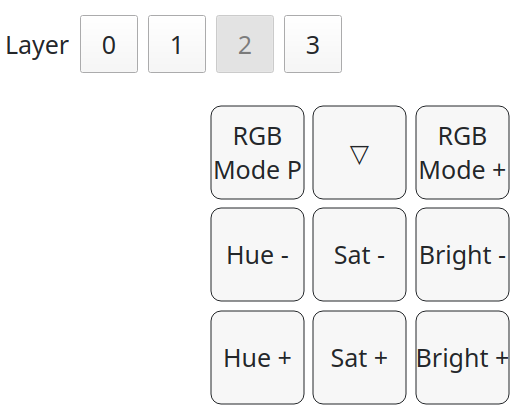 Layer 0 1 2 3
RGB Mode P ▽ RGB Mode +
Hue - Sat - Bright -
Hue + Sat + Bright +